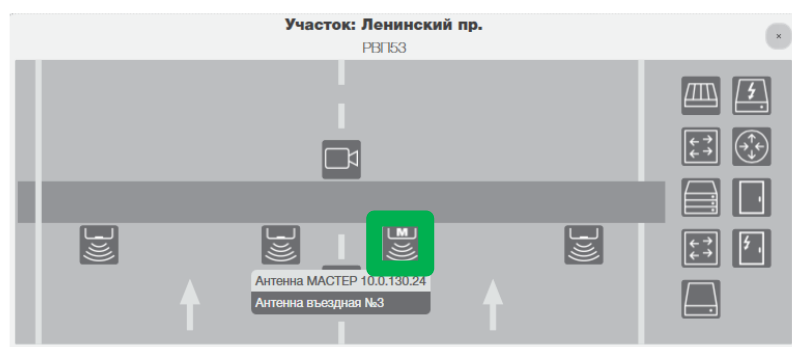 Участок: Ленинский пр.
РВП53
×
M
Антенна МАСТЕР 10.0.130.24
Антенна въездная №3